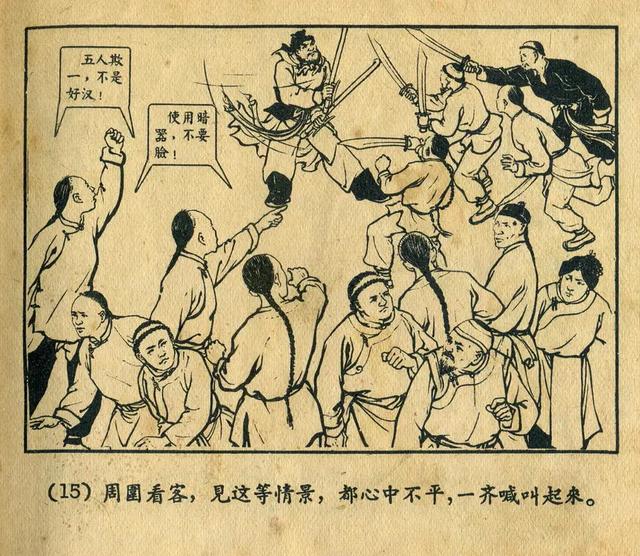 五人欺
一，不是
好汉！
使用暗
器，不要
脸！
(15) 周圍看客，見这等情景，都心中不平，一齐喊叫起來。